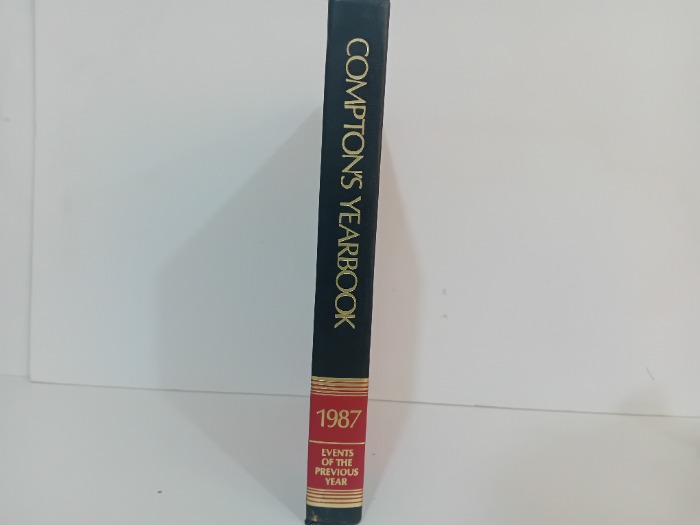 COMPTON'S YEARBOOK
1987
EVENTS
OF THE
PREVIOUS
YEAR